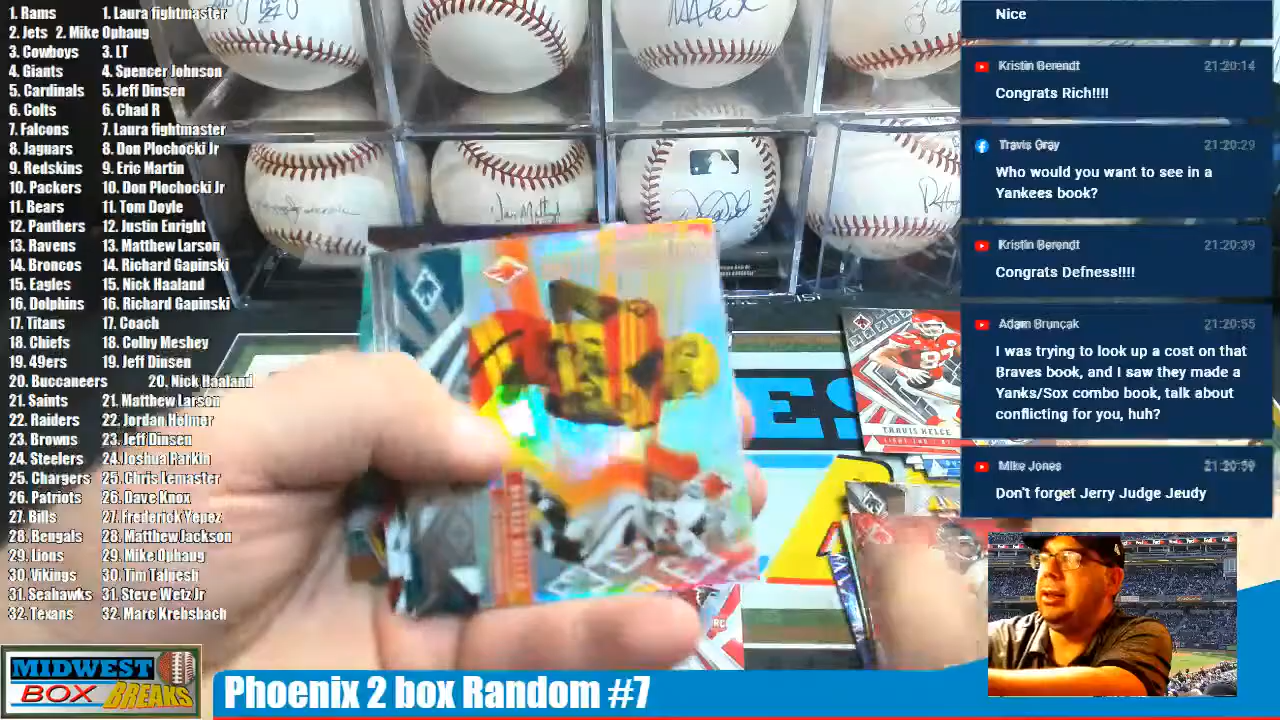 1. Rams 1. Laura fightmaster
2. Jets 2. Mike Ophaug
3. Cowboys 3. LT
4. Giants 4. Spencer Johnson
5. Cardinals 5. Jeff Dinsen
6. Colts 6. Chad R
7. Falcons 7. Laura fightmaster
8. Jaguars 8. Don Plochocki Jr
9. Redskins 9. Eric Martin
10. Packers 10. Don Plochocki Jr
11. Bears 11. Tom Doyle
12. Panthers 12. Justin Enright
13. Ravens 13. Matthew Larson
14. Broncos 14. Richard Gapinski
15. Eagles 15. Nick Haaland
16. Dolphins 16. Richard Gapinski
17. Titans 17. Coach
18. Chiefs 18. Colby Meshey
19. 49ers 19. Jeff Dinsen
20. Buccaneers 20. Nick Haaland
21. Saints 21. Matthew Larson
22. Raiders 22. Jordan Helmer
23. Browns 23. Jeff Dinsen
24. Steelers 24. Joshua Parkin
25. Chargers 25. Chris Lemaster
26. Patriots 26. Dave Knox
27. Bills 27. Frederick Yepez
28. Bengals 28. Matthew Jackson
29. Lions 29. Mike Ophaug
30. Vikings 30. Tim Talpesh
31. Seahawks 31. Steve Wetz Jr
32. Texans 32. Marc Krehsbach
Nice
Kristin Berendt 21:20:14
Congrats Rich!!!!
Travis Gray 21:20:29
Who would you want to see in a
Yankees book?
Kristin Berendt 21:20:39
Congrats Defness!!!!
Adam Bruncak 21:20:55
I was trying to look up a cost on that
Braves book, and I saw they made a
Yanks/Sox combo book, talk about
conflicting for you, huh?
Mike Jones 21:20:59
Don't forget Jerry Judge Jeudy
TRAVIS KELCE
RC
MIDWEST
BOX BREAKS
Phoenix 2 box Random #7